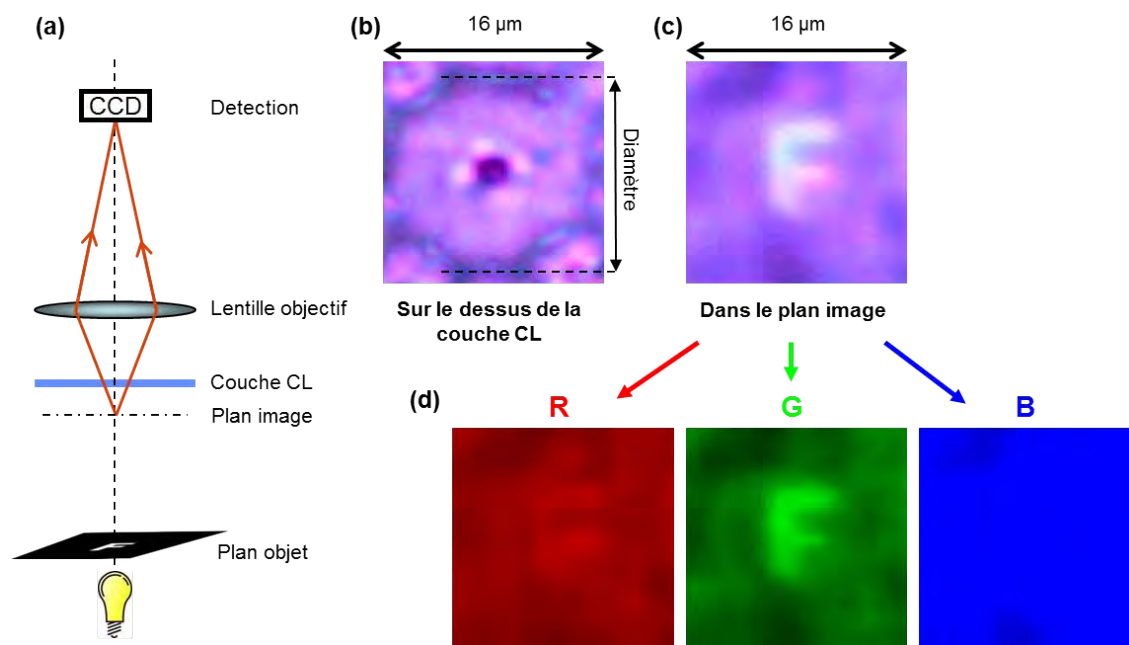 (a)
CCD
Detection
Lentille objectif
Couche CL
Plan image
Plan objet
F
(b)
16 µm
Diamètre
Sur le dessus de la
couche CL
(c)
16 µm
F
Dans le plan image
(d)
R
G
F
B